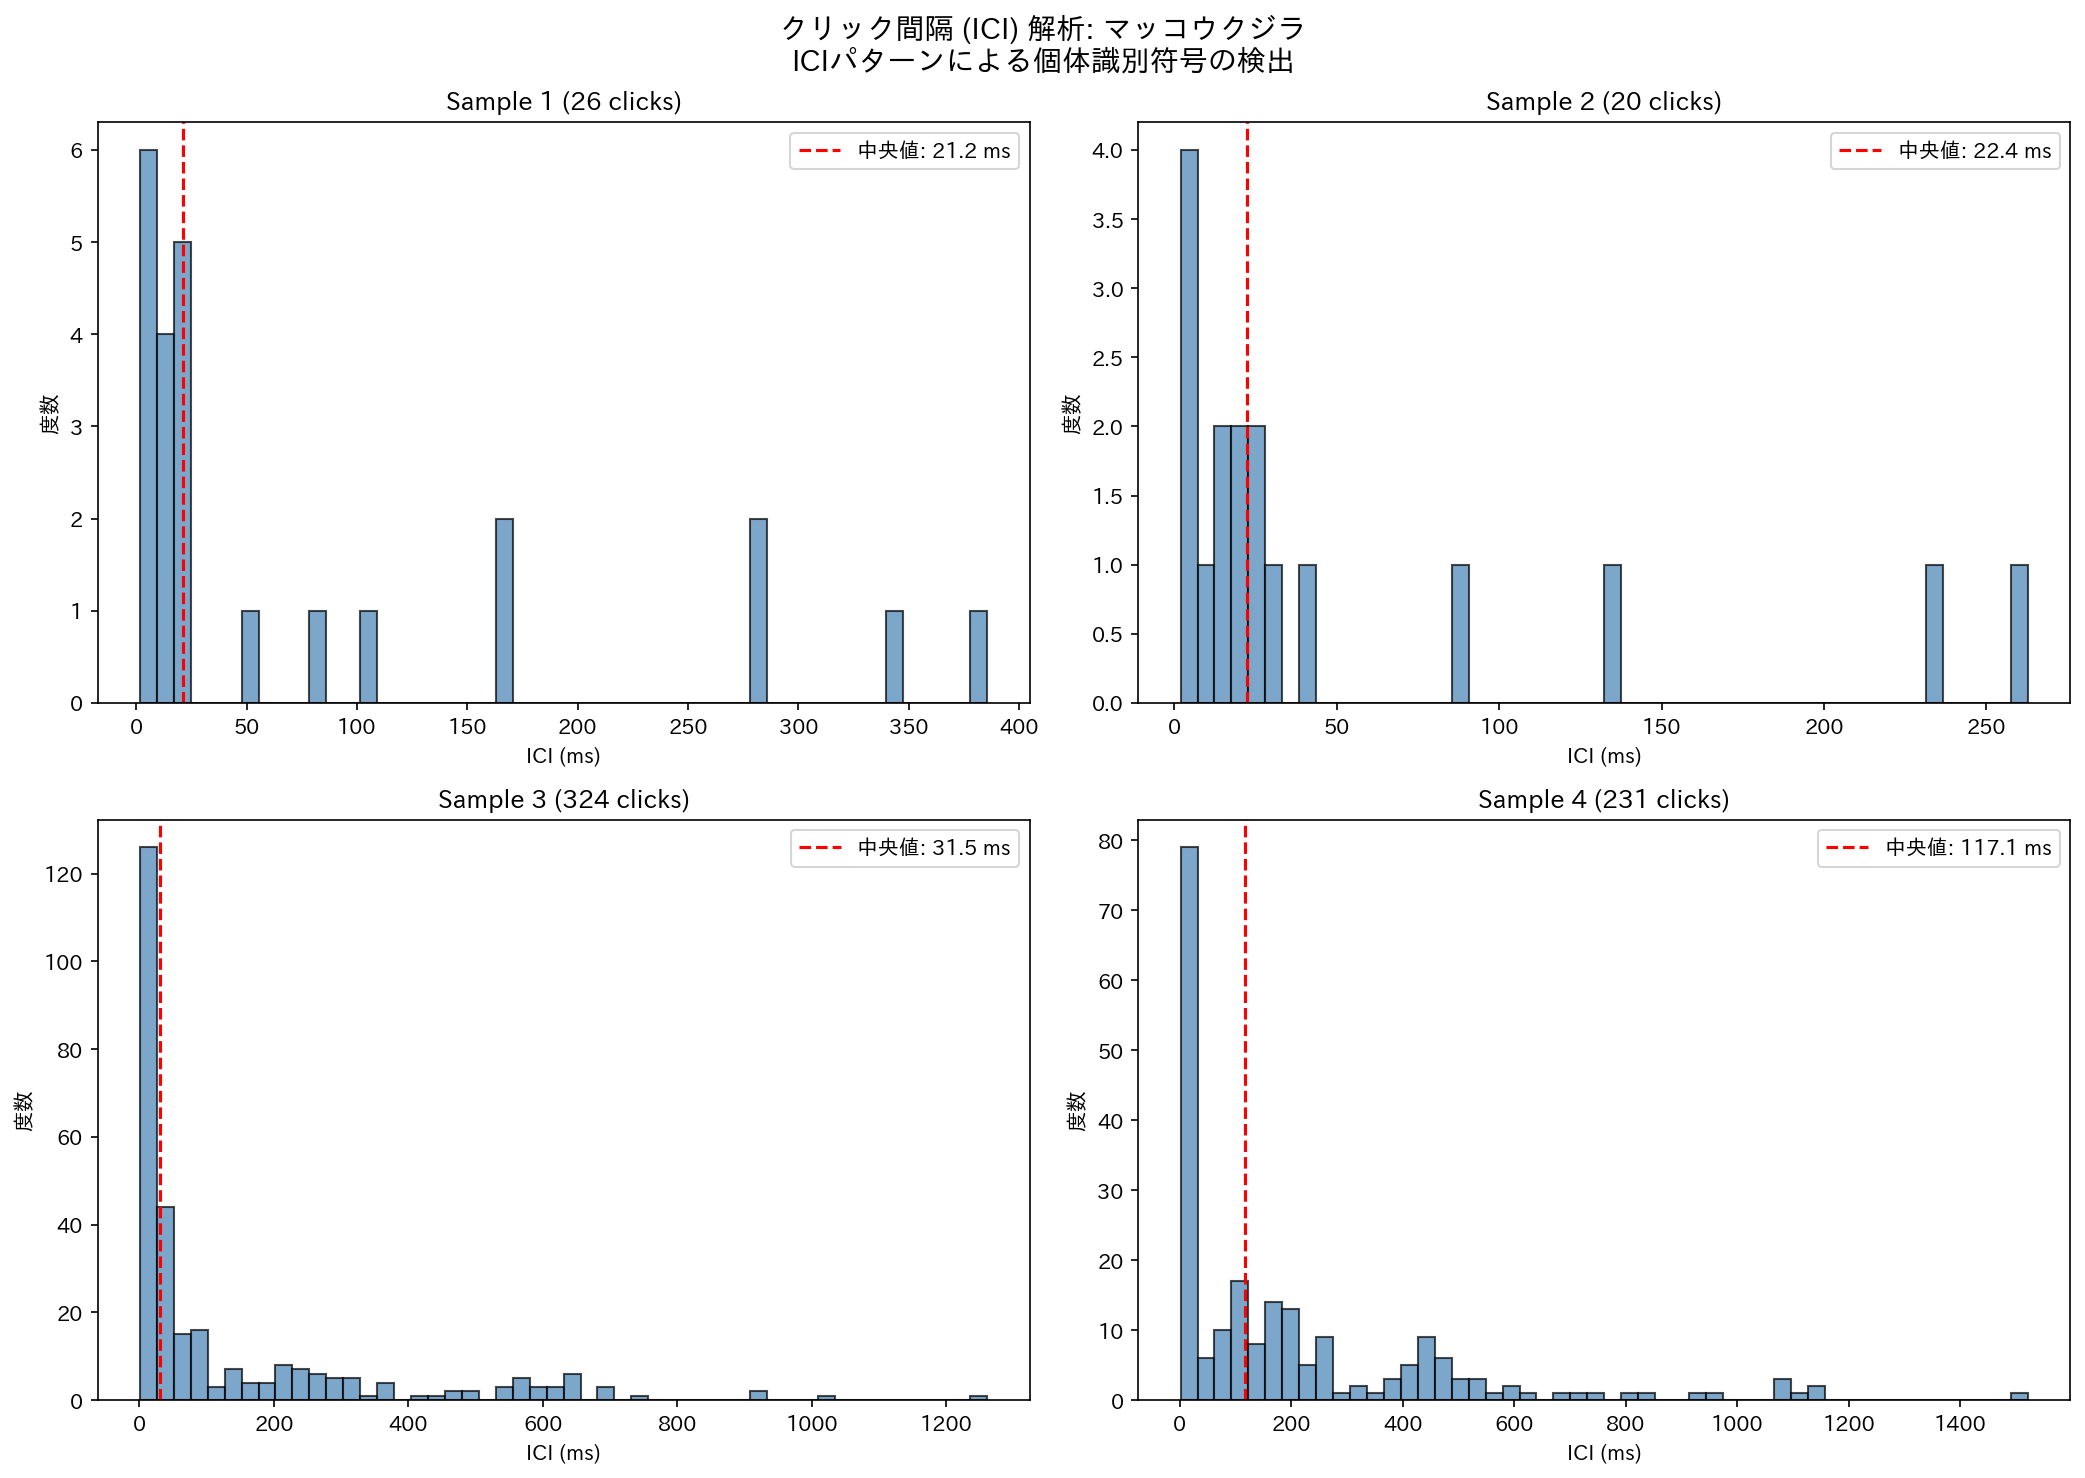 クリック間隔 (ICI) 解析: マッコウクジラ
ICIパターンによる個体識別符号の検出
Sample 1 (26 clicks)
中央値: 21.2 ms
度数
6
5
4
3
2
1
0
0 50 100 150 200 250 300 350 400
ICI (ms)
Sample 2 (20 clicks)
中央値: 22.4 ms
度数
4.0
3.5
3.0
2.5
2.0
1.5
1.0
0.5
0.0
0 50 100 150 200 250
ICI (ms)
Sample 3 (324 clicks)
中央値: 31.5 ms
度数
120
100
80
60
40
20
0
0 200 400 600 800 1000 1200
ICI (ms)
Sample 4 (231 clicks)
中央値: 117.1 ms
度数
80
70
60
50
40
30
20
10
0
0 200 400 600 800 1000 1200 1400
ICI (ms)